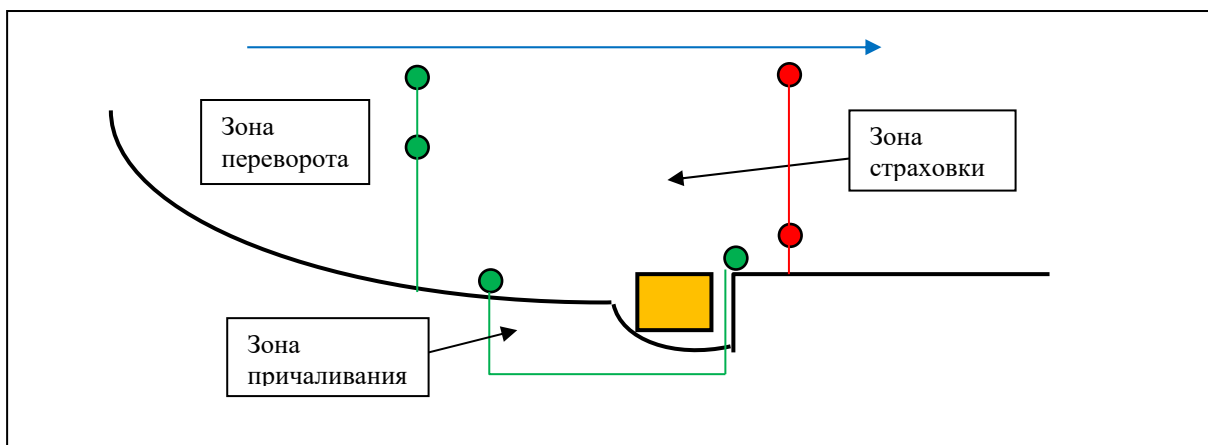 Зона
переворота
Зона
страховки
Зона
причаливания